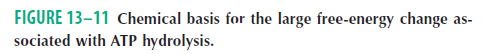 FIGURE 13–11 Chemical basis for the large free-energy change as-
sociated with ATP hydrolysis.